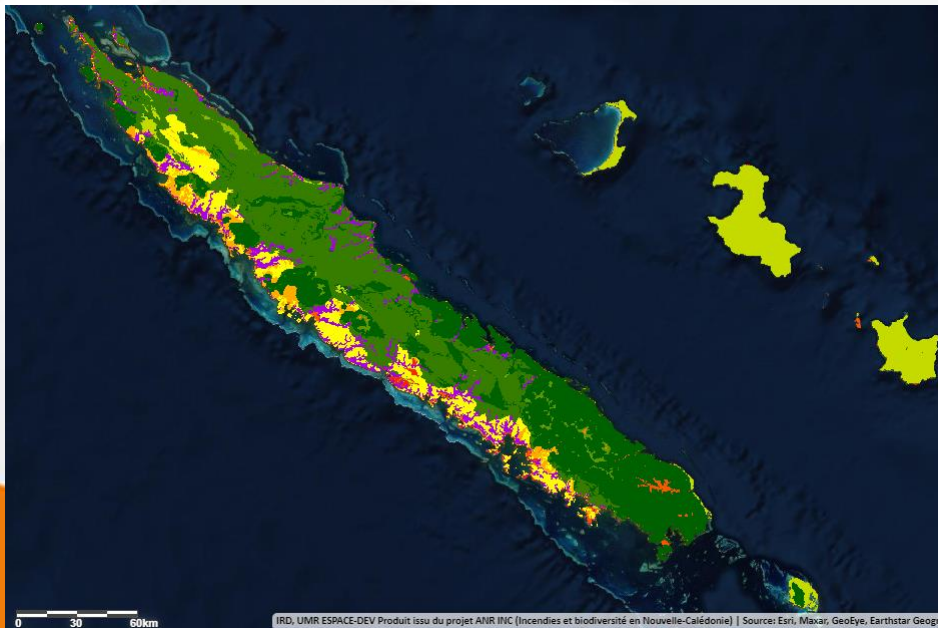 0 30 60km
IRD, UMR ESPACE-DEV Produit issu du projet ANR INC (Incendies et biodiversité en Nouvelle-Calédonie) | Source: Esri, Maxar, GeoEye, Earthstar Geogr